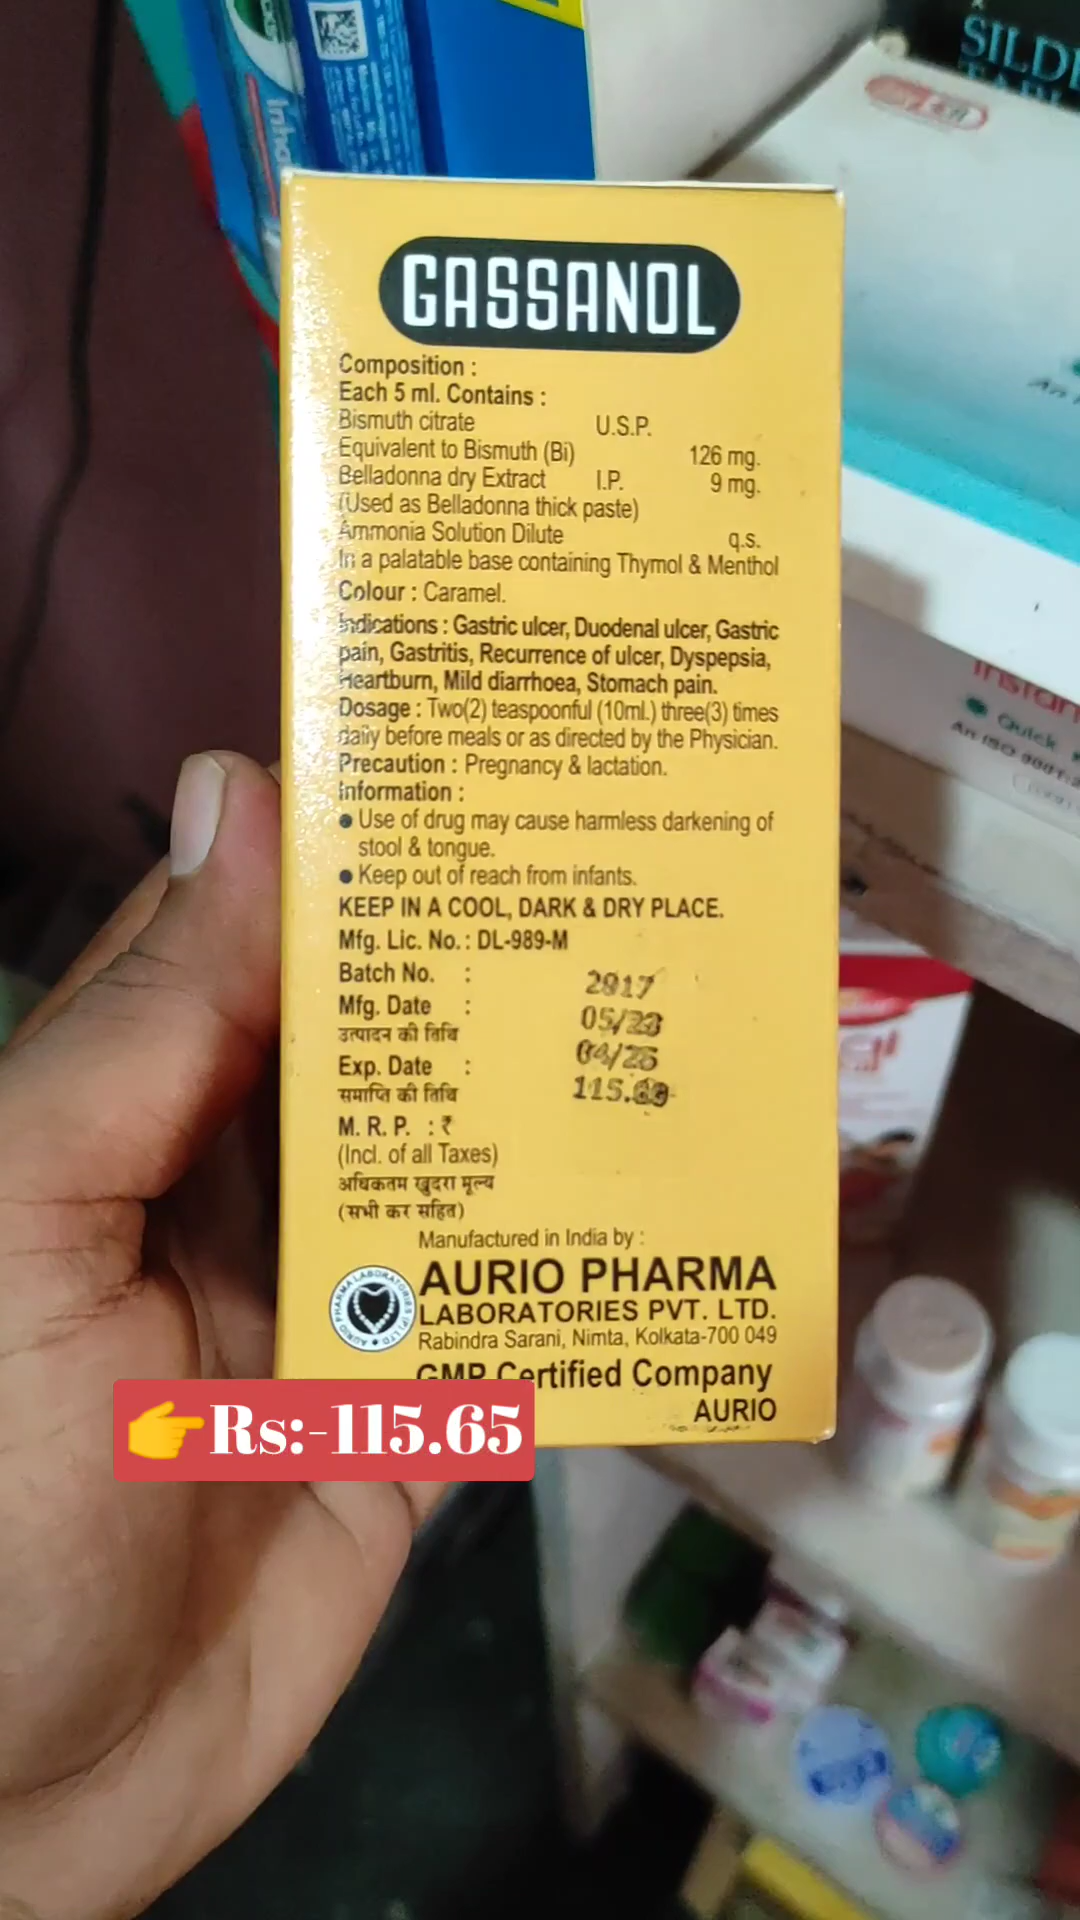 SILDE
GASSANOL
Composition :
Each 5 ml. Contains :
Bismuth citrate U.S.P.
Equivalent to Bismuth (Bi) 126 mg.
Belladonna dry Extract I.P. 9 mg.
(Used as Belladonna thick paste)
Ammonia Solution Dilute q.s.
In a palatable base containing Thymol & Menthol
Colour : Caramel.
Indications : Gastric ulcer, Duodenal ulcer, Gastric
pain, Gastritis, Recurrence of ulcer, Dyspepsia,
Heartburn, Mild diarrhoea, Stomach pain.
Dosage : Two(2) teaspoonful (10ml.) three(3) times
daily before meals or as directed by the Physician.
Precaution : Pregnancy & lactation.
Information :
● Use of drug may cause harmless darkening of
stool & tongue.
● Keep out of reach from infants.
KEEP IN A COOL, DARK & DRY PLACE.
Mfg. Lic. No. : DL-989-M
Batch No. : 2917
Mfg. Date : 05/23
उत्पादन की तिथि
Exp. Date :
समाप्ति की तिथि
M. R. P. : ₹
(Incl. of all Taxes)
अधिकतम खुदरा मूल्य
(सभी कर सहित)
Manufactured in India by :
AURIO PHARMA
LABORATORIES PVT. LTD.
Rabindra Sarani, Nimta, Kolkata-700 049
GMP Certified Company
AURIO
👉Rs:-115.65
Quick